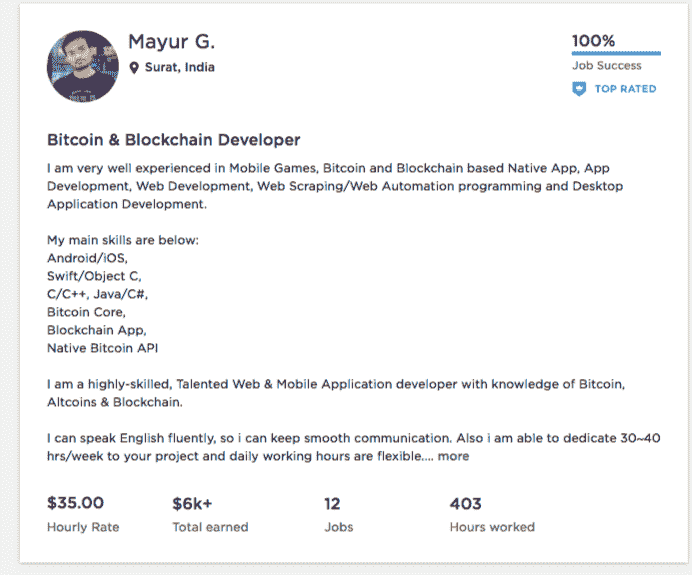 Mayur G.
Surat, India
100%
Job Success
TOP RATED
Bitcoin & Blockchain Developer
I am very well experienced in Mobile Games, Bitcoin and Blockchain based Native App, App
Development, Web Development, Web Scraping/Web Automation programming and Desktop
Application Development.
My main skills are below:
Android/iOS,
Swift/Object C,
C/C++, Java/C#,
Bitcoin Core,
Blockchain App,
Native Bitcoin API
I am a highly-skilled, Talented Web & Mobile Application developer with knowledge of Bitcoin,
Altcoins & Blockchain.
I can speak English fluently, so i can keep smooth communication. Also i am able to dedicate 30~40
hrs/week to your project and daily working hours are flexible.... more
$35.00
Hourly Rate
$6k+
Total earned
12
Jobs
403
Hours worked